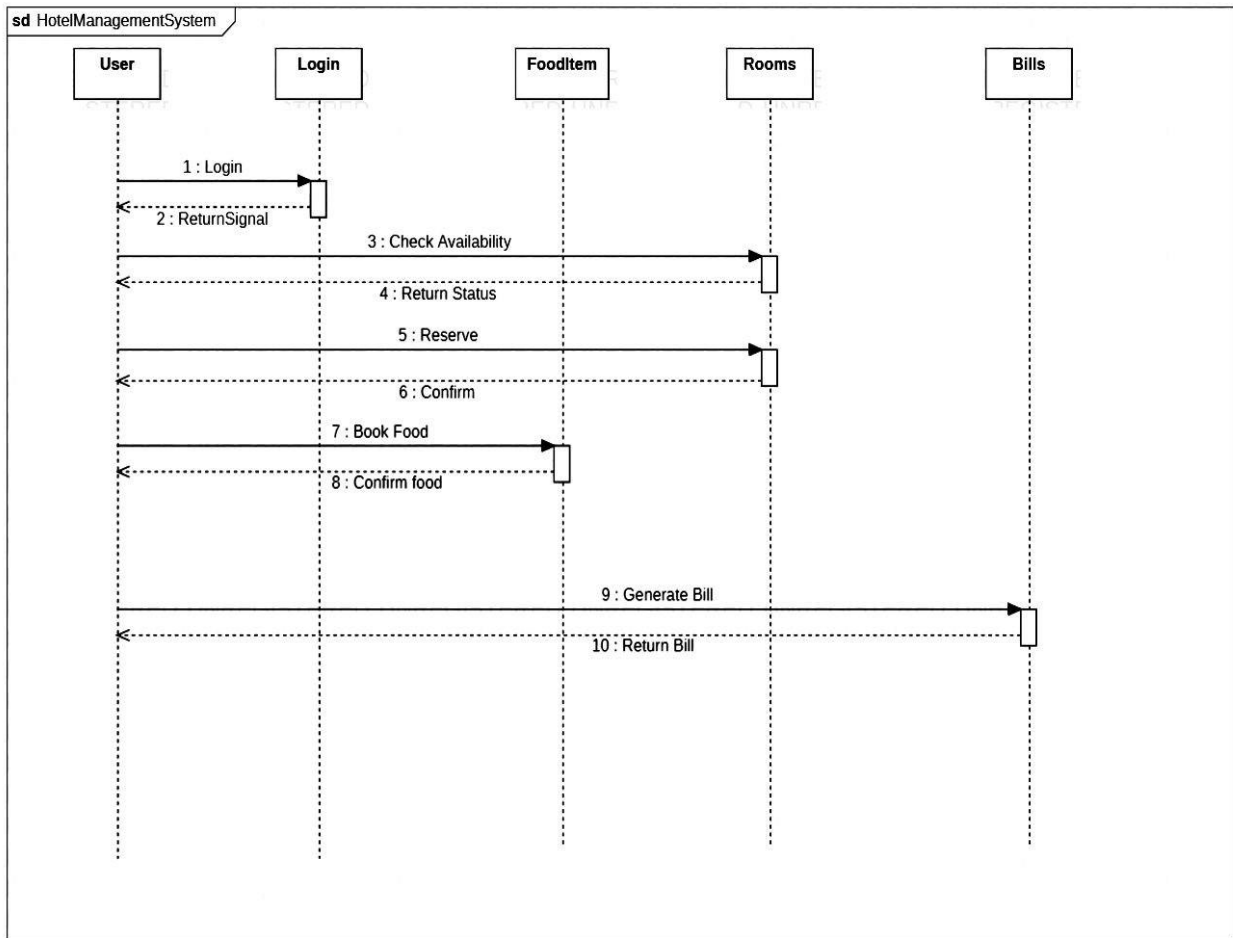 sd HotelManagementSystem
User
Login
FoodItem
Rooms
Bills
1 : Login
2 : ReturnSignal
3 : Check Availability
4 : Return Status
5 : Reserve
6 : Confirm
7 : Book Food
8 : Confirm food
9 : Generate Bill
10 : Return Bill